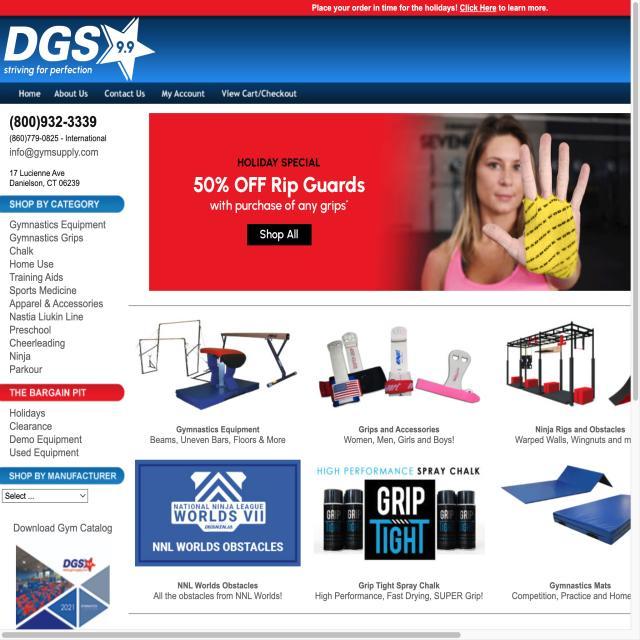 Place your order in time for the holidays! Click Here to learn more.
DGS 9.9
striving for perfection
Home About Us Contact Us My Account View Cart/Checkout
(800)932-3339
(860)779-0825 - International
info@gymsupply.com
17 Lucienne Ave
Danielson, CT 06239
SHOP BY CATEGORY
Gymnastics Equipment
Gymnastics Grips
Chalk
Home Use
Training Aids
Sports Medicine
Apparel & Accessories
Nastia Liukin Line
Preschool
Cheerleading
Ninja
Parkour
THE BARGAIN PIT
Holidays
Clearance
Demo Equipment
Used Equipment
SHOP BY MANUFACTURER
Select ...
Download Gym Catalog
DGS
2021
HOLIDAY SPECIAL
50% OFF Rip Guards
with purchase of any grips*
Shop All
SEVEN
Gymnastics Equipment
Beams, Uneven Bars, Floors & More
Grips and Accessories
Women, Men, Girls and Boys!
Ninja Rigs and Obstacles
Warped Walls, Wingnuts and m
NATIONAL NINJA LEAGUE
WORLDS VII
NNL WORLDS OBSTACLES
NNL Worlds Obstacles
All the obstacles from NNL Worlds!
HIGH PERFORMANCE SPRAY CHALK
GRIP
TIGHT
Grip Tight Spray Chalk
High Performance, Fast Drying, SUPER Grip!
Gymnastics Mats
Competition, Practice and Home